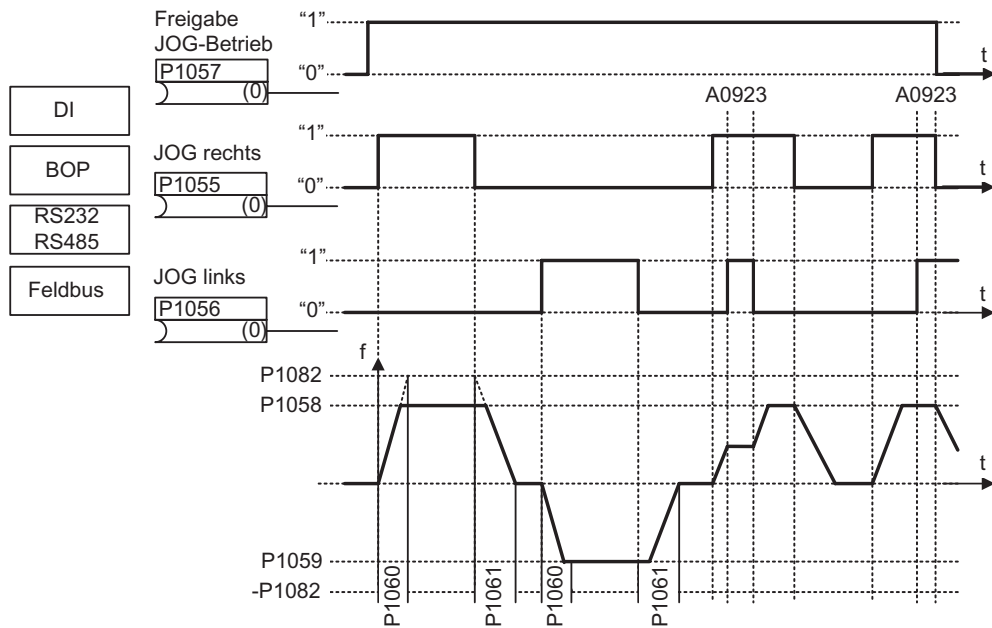 Freigabe
JOG-Betrieb
P1057
(0)
“1”
“0”
t
A0923
A0923
DI
BOP
RS232
RS485
Feldbus
JOG rechts
P1055
(0)
“1”
“0”
t
JOG links
P1056
(0)
“1”
“0”
t
f
P1082
P1058
t
P1059
-P1082
P1060
P1061
P1060
P1061